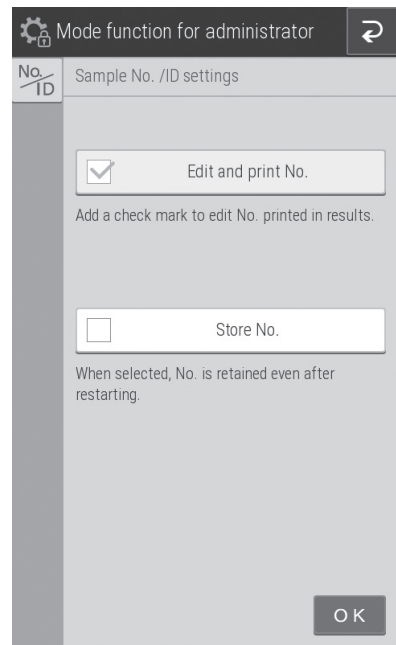 Mode function for administrator
No.
ID
Sample No. /ID settings
Edit and print No.
Add a check mark to edit No. printed in results.
Store No.
When selected, No. is retained even after
restarting.
OK